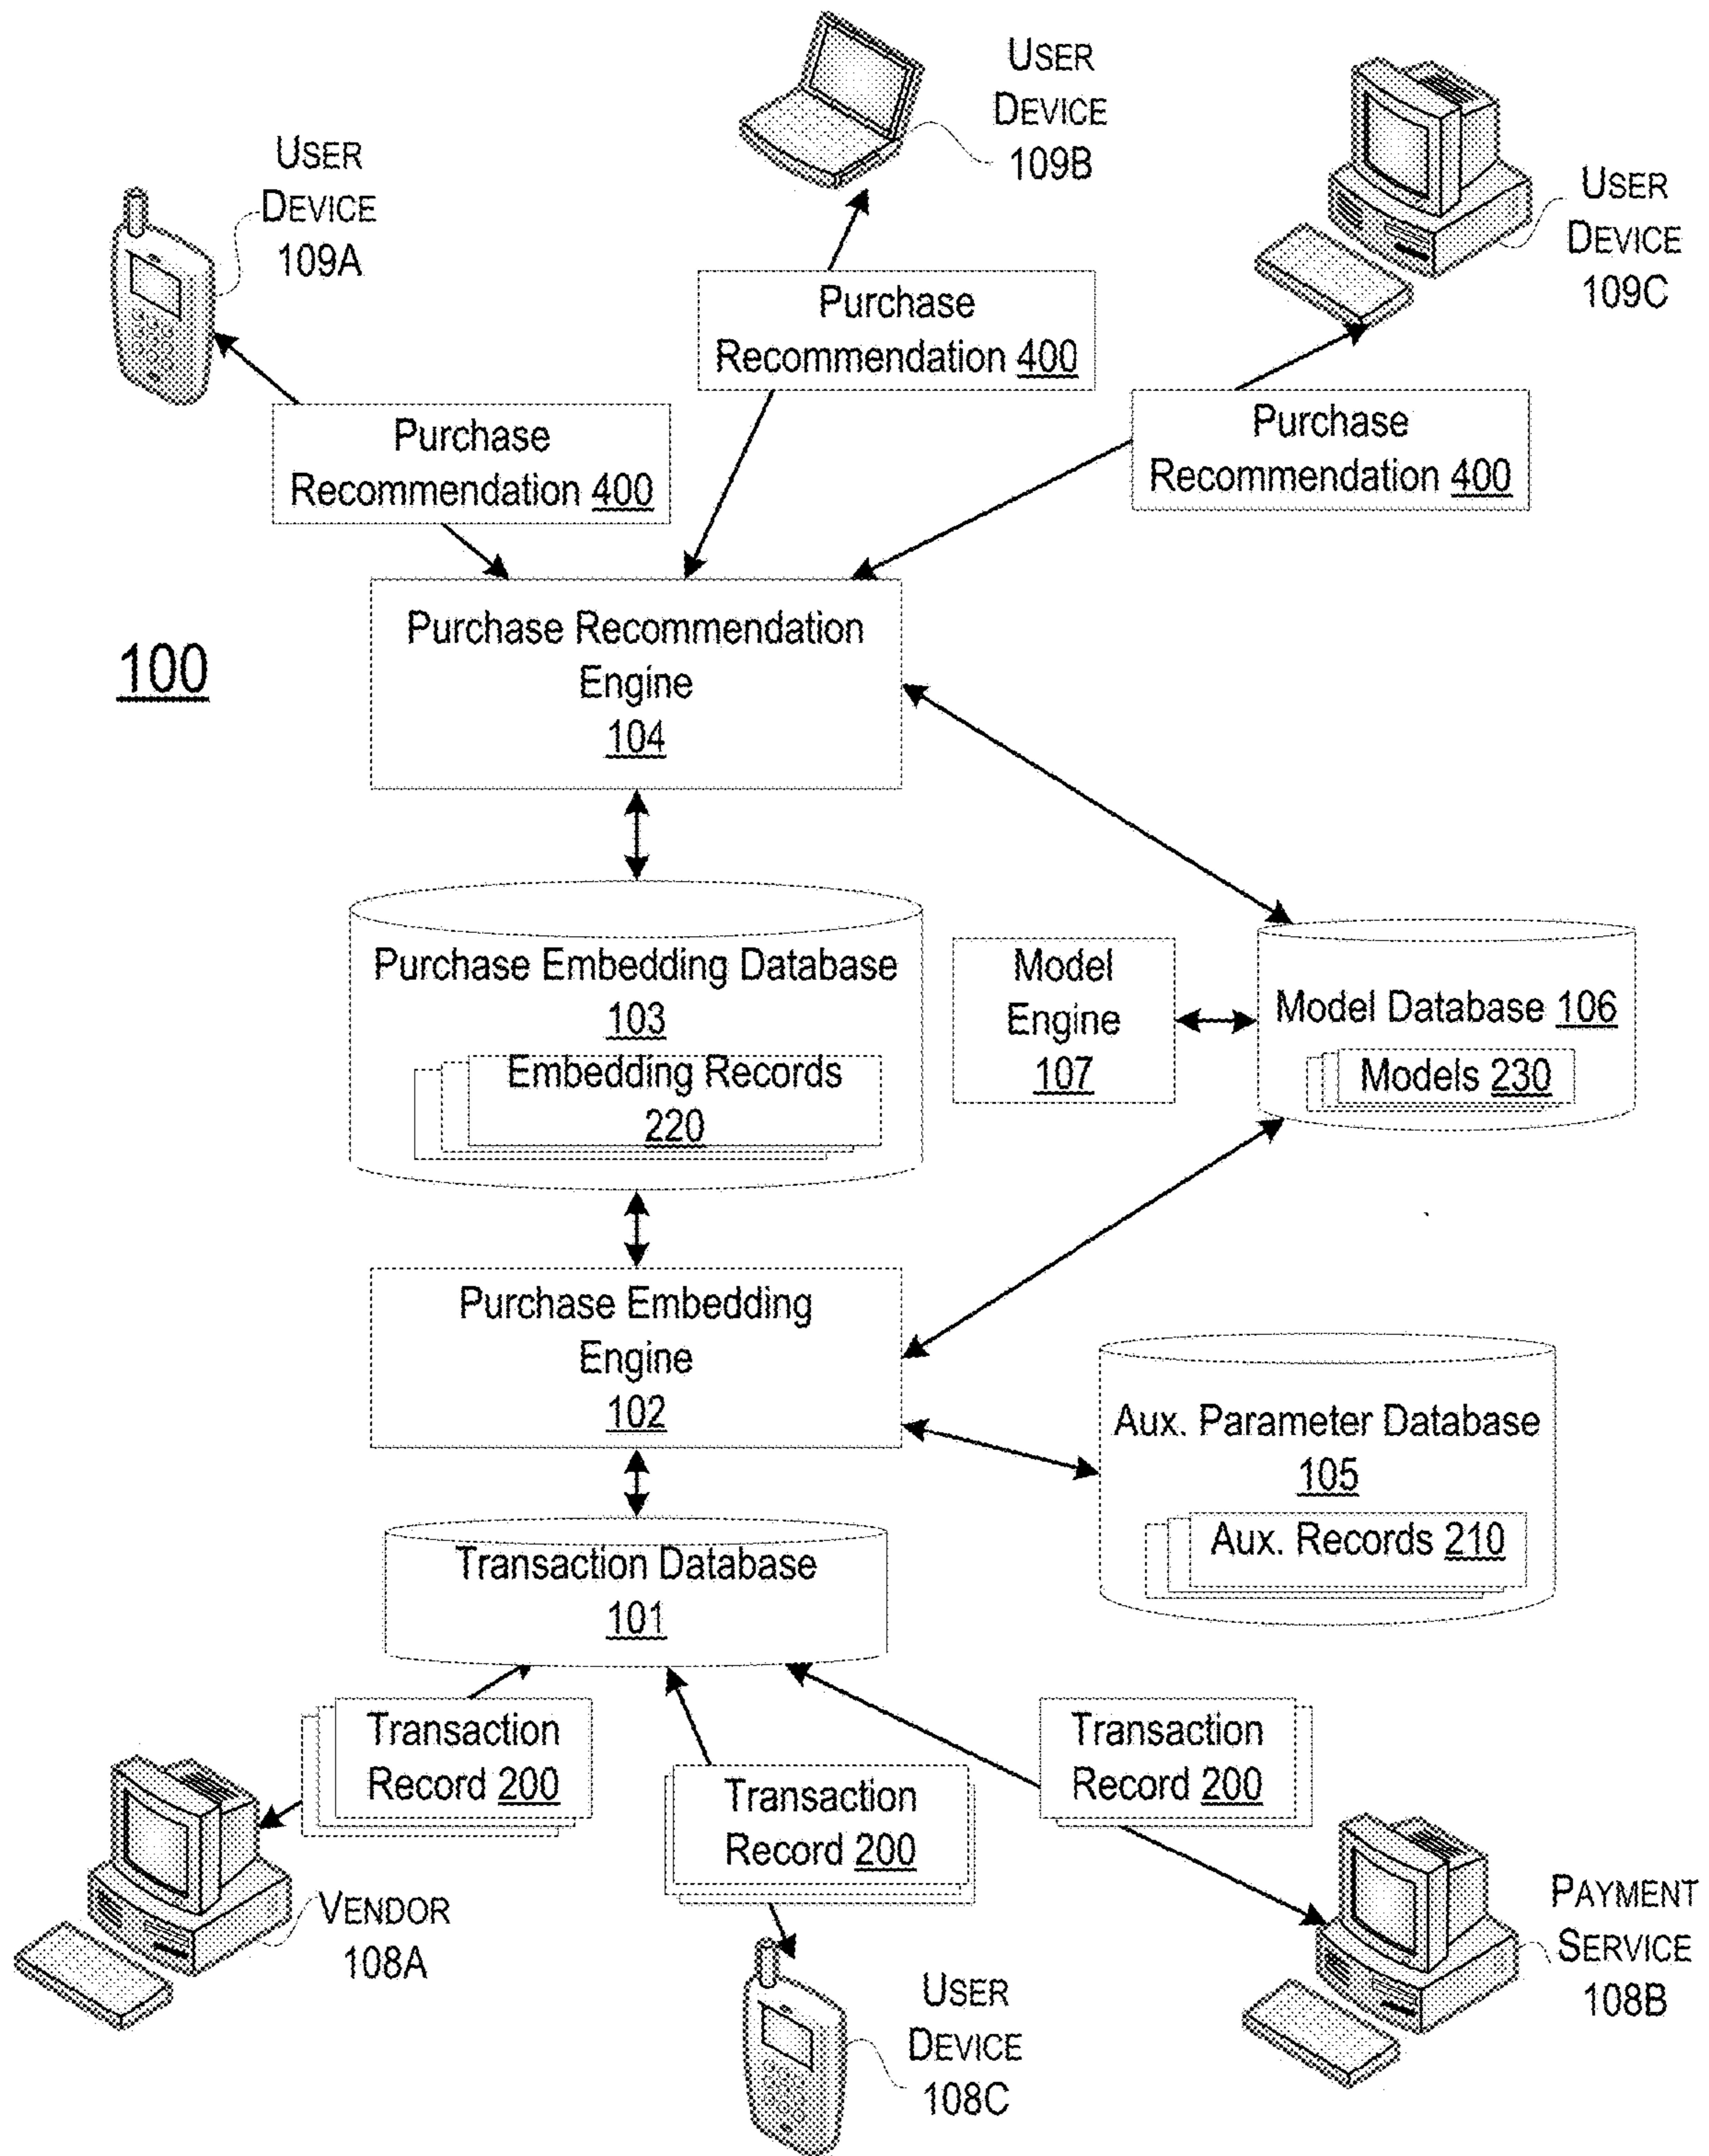 USER
DEVICE
109B
USER
DEVICE
109A
USER
DEVICE
109C
Purchase
Recommendation 400
Purchase
Recommendation 400
Purchase
Recommendation 400
100
Purchase Recommendation
Engine
104
Purchase Embedding Database
103
Embedding Records
220
Model
Engine
107
Model Database 106
Models 230
Purchase Embedding
Engine
102
Aux. Parameter Database
105
Aux. Records 210
Transaction Database
101
Transaction
Record 200
Transaction
Record 200
Transaction
Record 200
VENDOR
108A
USER
DEVICE
108C
PAYMENT
SERVICE
108B